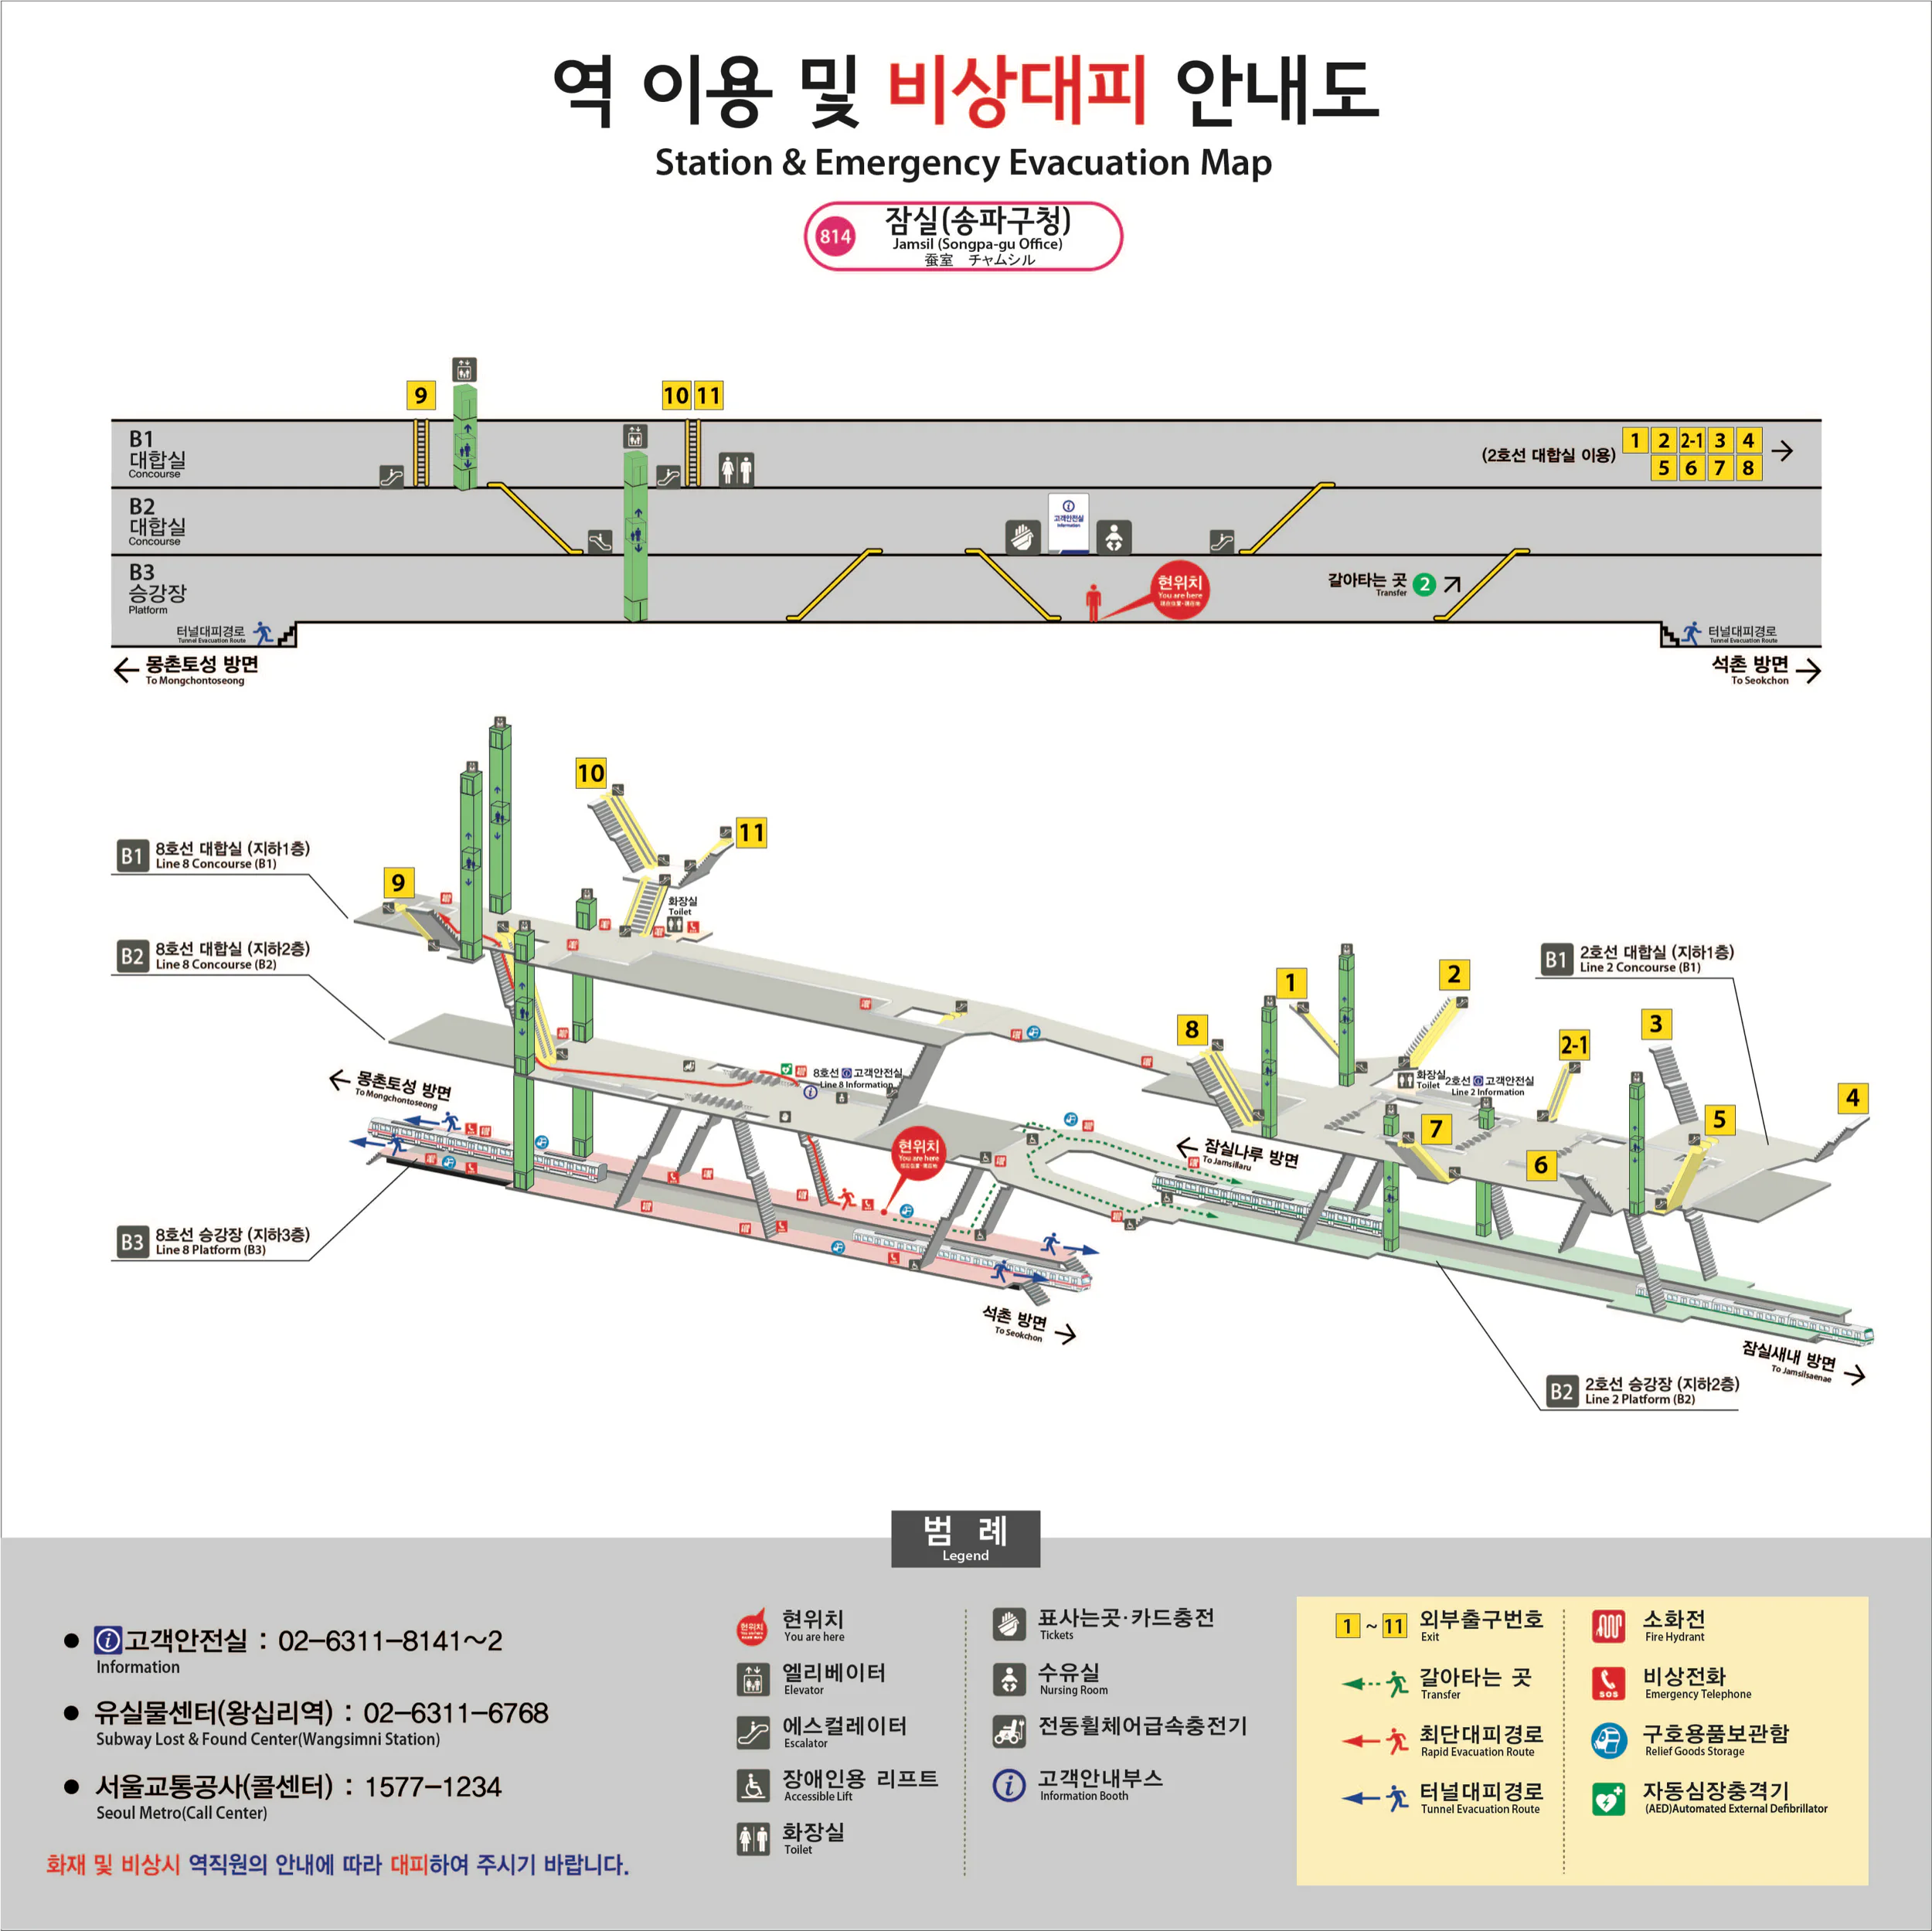 역 이용 및 비상대피 안내도
Station & Emergency Evacuation Map
814
잠실(송파구청)
Jamsil (Songpa-gu Office)
蚕室 チャムシル
9
10 11
B1
대합실
Concourse
(2호선 대합실 이용)
1 2 2-1 3 4
5 6 7 8
B2
대합실
Concourse
고객안전실
Information
B3
승강장
Platform
현위치
You are here
갈아타는 곳
Transfer
2
터널대피경로
Tunnel Evacuation Route
터널대피경로
Tunnel Evacuation Route
몽촌토성 방면
To Mongchontoseong
석촌 방면
To Seokchon
10
11
B1
8호선 대합실 (지하1층)
Line 8 Concourse (B1)
9
화장실
Toilet
B2
8호선 대합실 (지하2층)
Line 8 Concourse (B2)
B1
2호선 대합실 (지하1층)
Line 2 Concourse (B1)
1
2
8
3
2-1
화장실
Toilet
2호선 고객안전실
Line 2 Information
8호선 고객안전실
Line 8 Information
몽촌토성 방면
To Mongchontoseong
4
5
7
6
현위치
You are here
잠실나루 방면
To Jamsillaru
B3
8호선 승강장 (지하3층)
Line 8 Platform (B3)
석촌 방면
To Seokchon
잠실새내 방면
To Jamsilsaenae
B2
2호선 승강장 (지하2층)
Line 2 Platform (B2)
범 례
Legend
● 고객안전실 : 02-6311-8141~2
Information
● 유실물센터(왕십리역) : 02-6311-6768
Subway Lost & Found Center(Wangsimni Station)
● 서울교통공사(콜센터) : 1577-1234
Seoul Metro(Call Center)
화재 및 비상시 역직원의 안내에 따라 대피하여 주시기 바랍니다.
현위치
현위치
You are here
엘리베이터
Elevator
에스컬레이터
Escalator
장애인용 리프트
Accessible Lift
화장실
Toilet
표사는곳·카드충전
Tickets
수유실
Nursing Room
전동휠체어급속충전기
고객안내부스
Information Booth
1 ~ 11
외부출구번호
Exit
갈아타는 곳
Transfer
최단대피경로
Rapid Evacuation Route
터널대피경로
Tunnel Evacuation Route
소화전
Fire Hydrant
SOS
비상전화
Emergency Telephone
구호용품보관함
Relief Goods Storage
자동심장충격기
(AED)Automated External Defibrillator